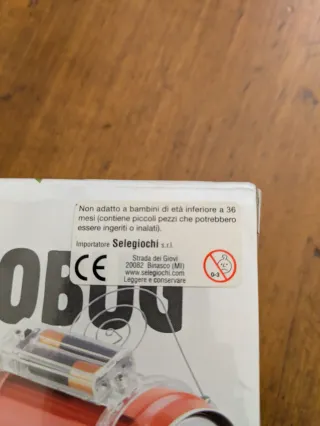 Non adatto a bambini di età inferiore a 36
mesi (contiene piccoli pezzi che potrebbero
essere ingeriti o inalati).
Importatore Selegiochi s.r.l.
CE
Strada dei Giovi
20082 Binasco (MI)
www.selegiochi.com
Leggere e conservare
0-3